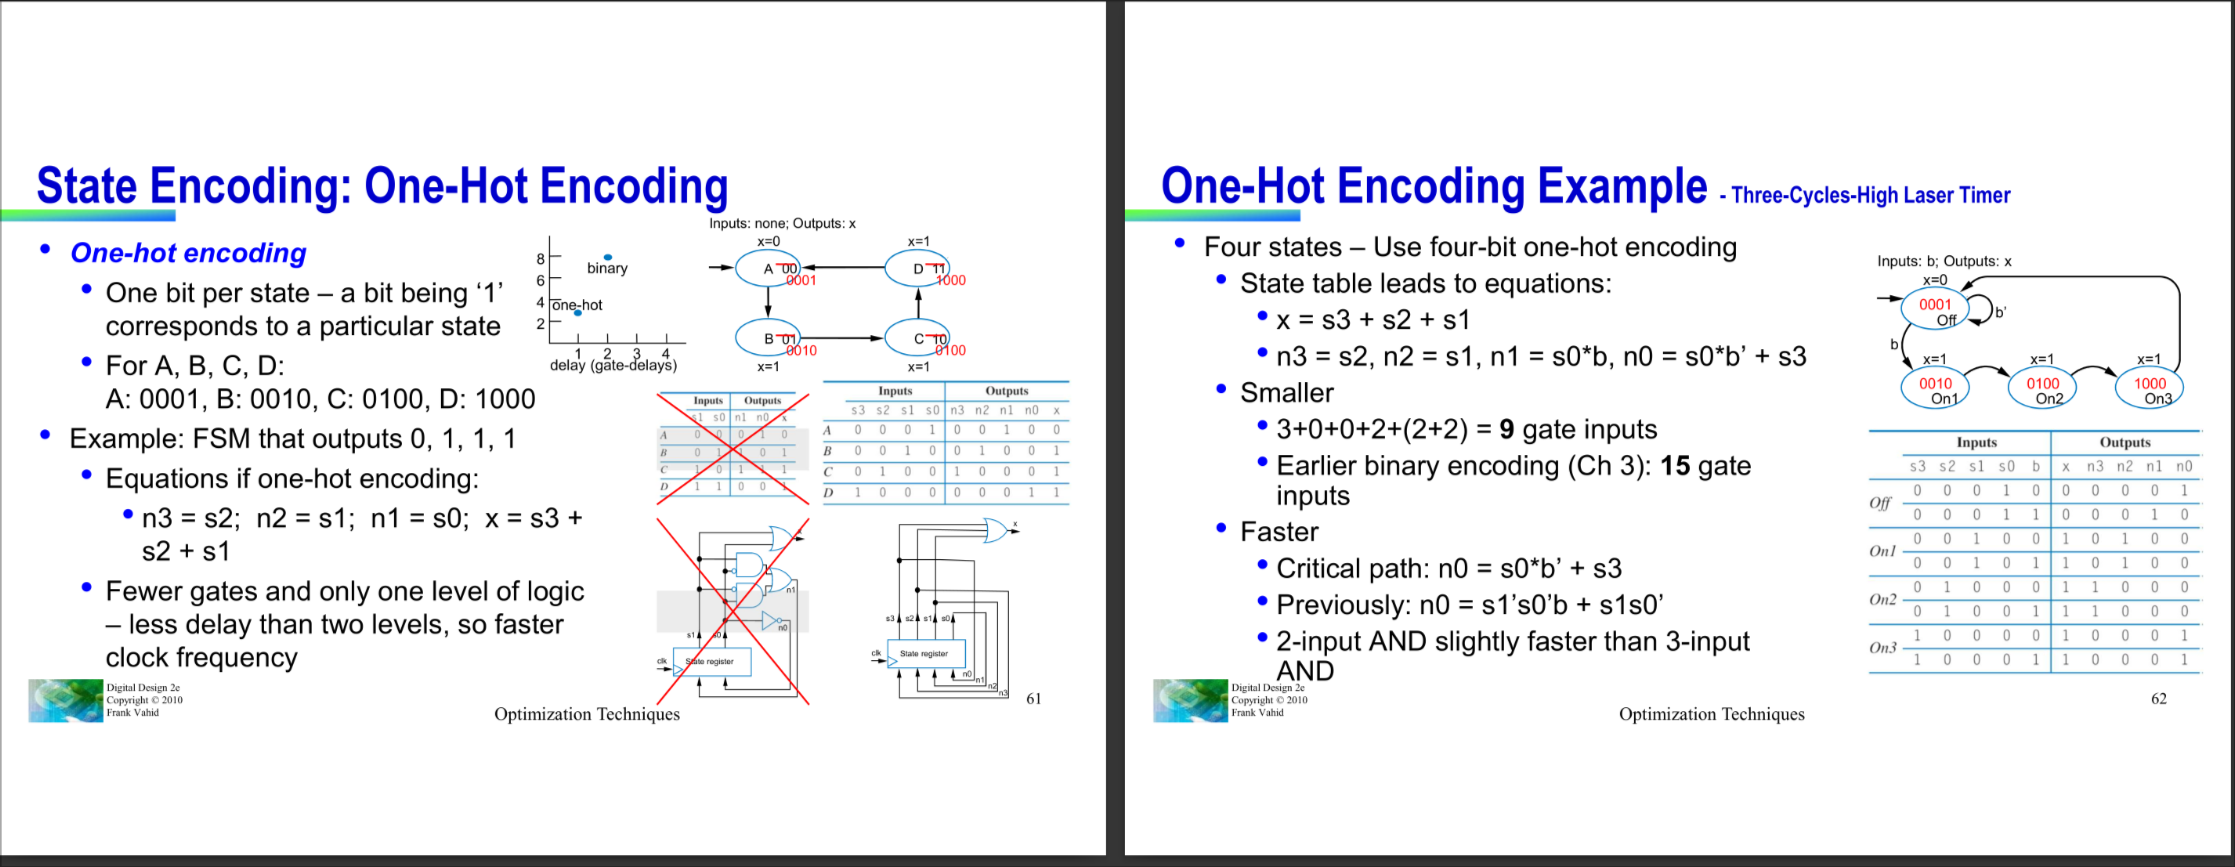 State Encoding: One-Hot Encoding
• One-hot encoding
• One bit per state – a bit being ‘1’
corresponds to a particular state
• For A, B, C, D:
A: 0001, B: 0010, C: 0100, D: 1000
• Example: FSM that outputs 0, 1, 1, 1
• Equations if one-hot encoding:
• n3 = s2; n2 = s1; n1 = s0; x = s3 +
s2 + s1
• Fewer gates and only one level of logic
– less delay than two levels, so faster
clock frequency
8
6
4
2
binary
one-hot
1 2 3 4
delay (gate-delays)
Inputs: none; Outputs: x
x=0 x=1
A 00 D 11
0001 1000
B 01 C 10
0010 0100
x=1 x=1
Inputs Outputs
s1 s0 n1 n0 x
A 0 0 0 1 0
B 0 1 1 0 1
C 1 0 1 1 1
D 1 1 0 0 1
Inputs Outputs
s3 s2 s1 s0 n3 n2 n1 n0 x
A 0 0 0 1 0 0 1 0 0
B 0 0 1 0 0 1 0 0 1
C 0 1 0 0 1 0 0 0 1
D 1 0 0 0 0 0 0 1 1
x
n1
n0
s1 s0
clk
State register
x
s3 s2 s1 s0
clk
State register
n0
n1
n2
n3
Digital Design 2e
Copyright © 2010
Frank Vahid
Optimization Techniques
61
One-Hot Encoding Example - Three-Cycles-High Laser Timer
• Four states – Use four-bit one-hot encoding
• State table leads to equations:
• x = s3 + s2 + s1
• n3 = s2, n2 = s1, n1 = s0*b, n0 = s0*b’ + s3
• Smaller
• 3+0+0+2+(2+2) = 9 gate inputs
• Earlier binary encoding (Ch 3): 15 gate
inputs
• Faster
• Critical path: n0 = s0*b’ + s3
• Previously: n0 = s1’s0’b + s1s0’
• 2-input AND slightly faster than 3-input
AND
Inputs: b; Outputs: x
x=0
0001
Off
b'
b
x=1 x=1 x=1
0010 0100 1000
On1 On2 On3
Inputs Outputs
s3 s2 s1 s0 b x n3 n2 n1 n0
Off
0 0 0 1 0 0 0 0 0 1
0 0 0 1 1 0 0 0 1 0
On1
0 0 1 0 0 1 0 1 0 0
0 0 1 0 1 1 0 1 0 0
On2
0 1 0 0 0 1 1 0 0 0
0 1 0 0 1 1 1 0 0 0
On3
1 0 0 0 0 1 0 0 0 1
1 0 0 0 1 1 0 0 0 1
Digital Design 2e
Copyright © 2010
Frank Vahid
Optimization Techniques
62